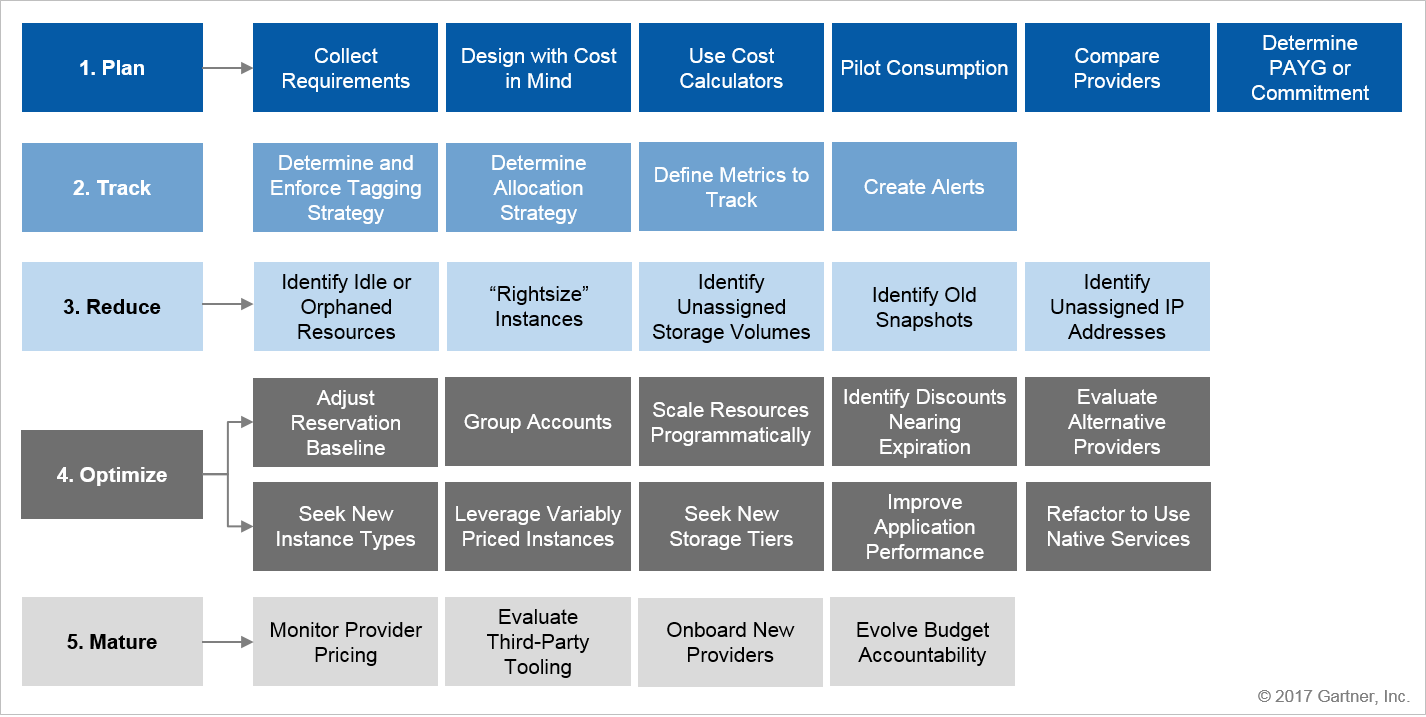 1. Plan
Collect
Requirements
Design with Cost
in Mind
Use Cost
Calculators
Pilot Consumption
Compare
Providers
Determine
PAYG or
Commitment
2. Track
Determine and
Enforce Tagging
Strategy
Determine
Allocation
Strategy
Define Metrics to
Track
Create Alerts
3. Reduce
Identify Idle or
Orphaned
Resources
“Rightsize”
Instances
Identify
Unassigned
Storage Volumes
Identify Old
Snapshots
Identify
Unassigned IP
Addresses
4. Optimize
Adjust
Reservation
Baseline
Group Accounts
Scale Resources
Programmatically
Identify Discounts
Nearing
Expiration
Evaluate
Alternative
Providers
Seek New
Instance Types
Leverage Variably
Priced Instances
Seek New
Storage Tiers
Improve
Application
Performance
Refactor to Use
Native Services
5. Mature
Monitor Provider
Pricing
Evaluate
Third-Party
Tooling
Onboard New
Providers
Evolve Budget
Accountability
© 2017 Gartner, Inc.